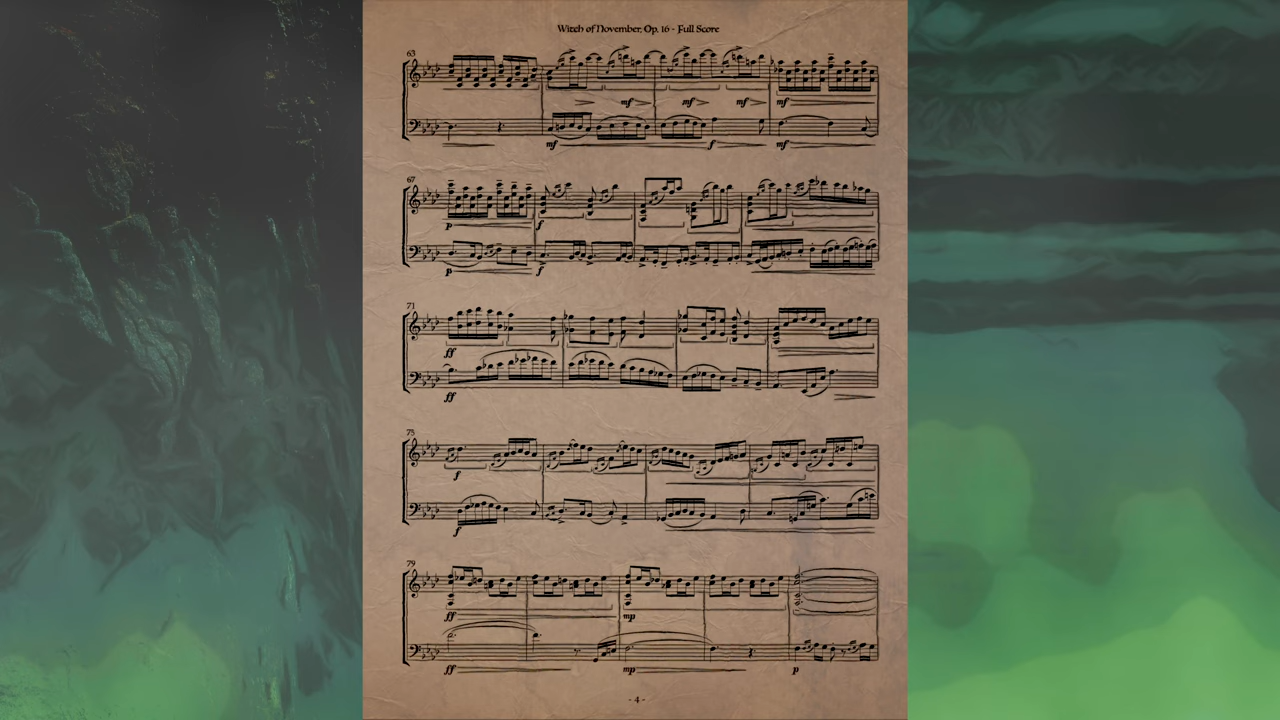 Witch of November, Op. 16 - Full Score
63
mf mf mf mf
mf f mf
67
p f
p f
71
ff
ff
75
f
f
79
ff mp
ff mp p
- 4 -